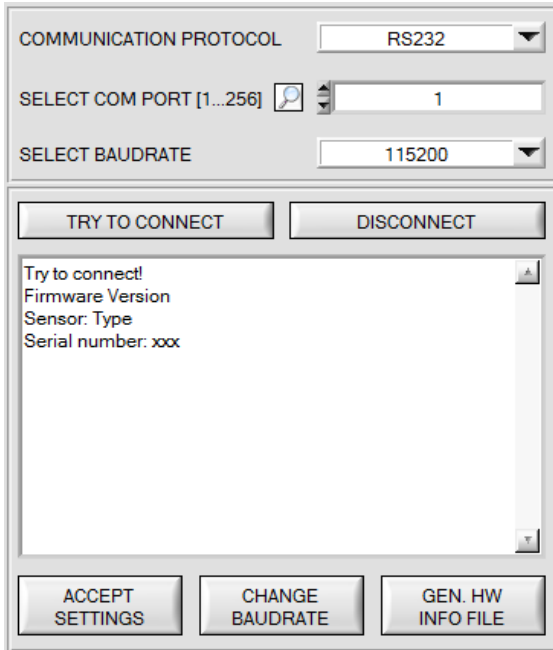 COMMUNICATION PROTOCOL RS232
SELECT COM PORT [1...256] 1
SELECT BAUDRATE 115200
TRY TO CONNECT DISCONNECT
Try to connect!
Firmware Version
Sensor: Type
Serial number: xxx
ACCEPT SETTINGS
CHANGE BAUDRATE
GEN. HW INFO FILE